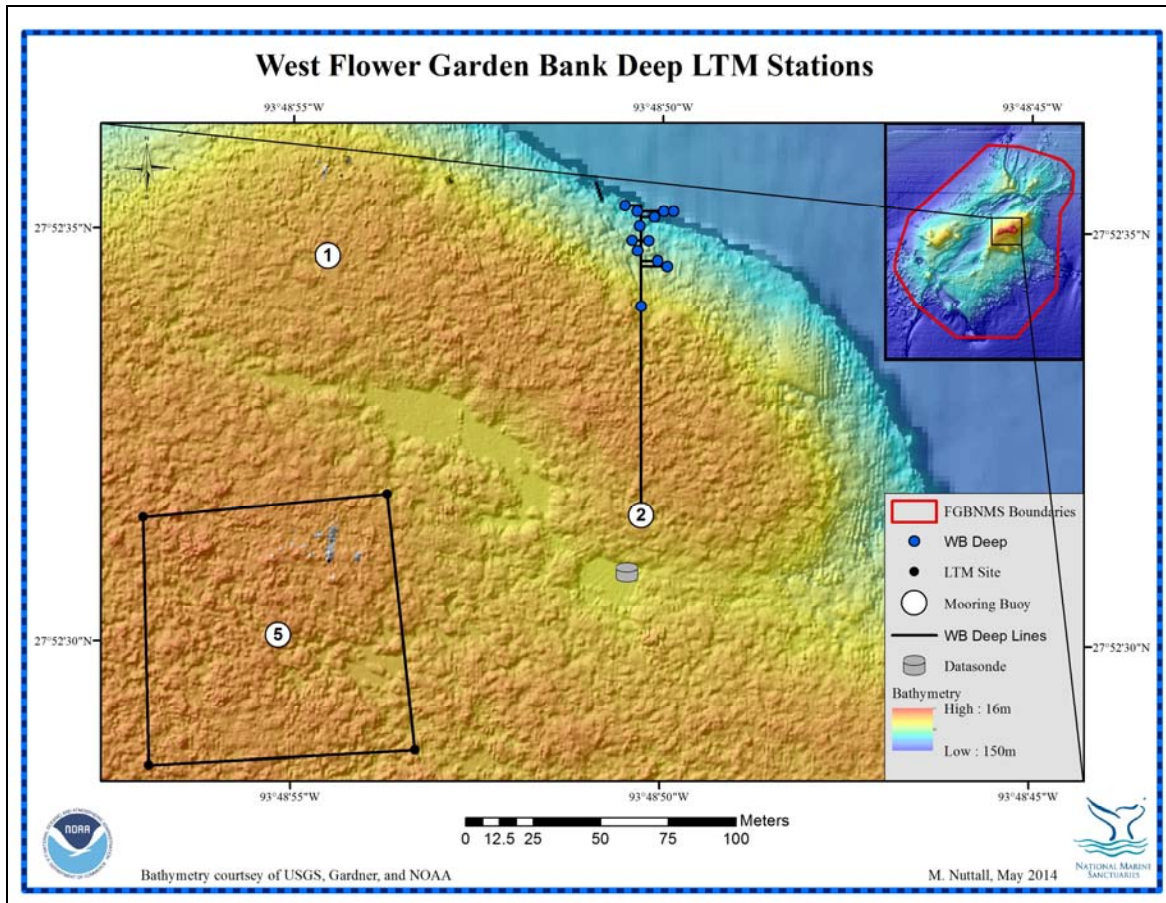 West Flower Garden Bank Deep LTM Stations
93°48'55"W
93°48'50"W
93°48'45"W
N
27°52'35"N
27°52'35"N
1
2
5
27°52'30"N
27°52'30"N
FGBNMS Boundaries
WB Deep
LTM Site
Mooring Buoy
WB Deep Lines
Datasonde
Bathymetry
High : 16m
Low : 150m
93°48'55"W
93°48'50"W
93°48'45"W
Meters
0 12.5 25 50 75 100
NOAA
NATIONAL MARINE
SANCTUARIES
Bathymetry courtsey of USGS, Gardner, and NOAA
M. Nuttall, May 2014